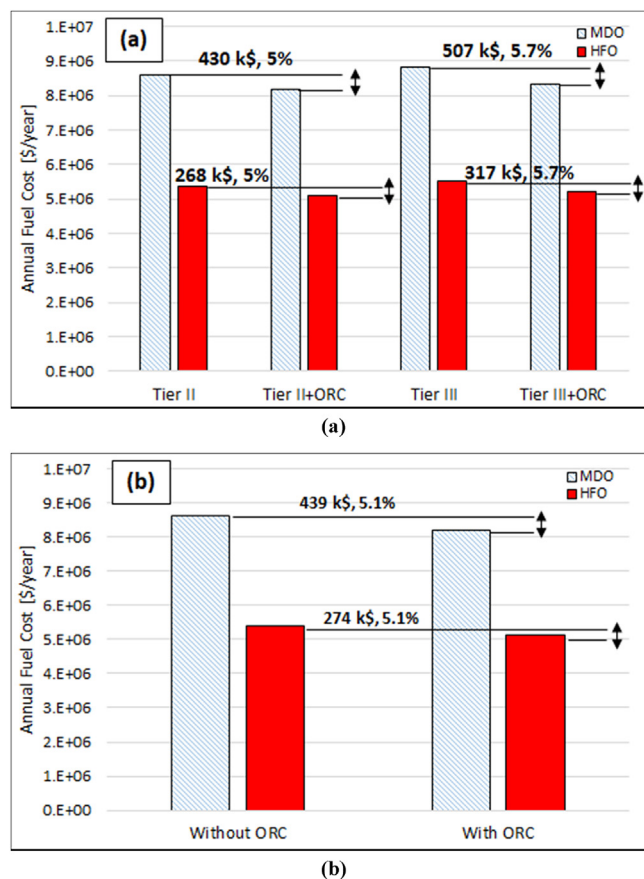 (a)
MDO
HFO
430 k$, 5%
507 k$, 5.7%
268 k$, 5%
317 k$, 5.7%
Annual Fuel Cost [$/year]
1.E+07
9.E+06
8.E+06
7.E+06
6.E+06
5.E+06
4.E+06
3.E+06
2.E+06
1.E+06
0.E+00
Tier II
Tier II+ORC
Tier III
Tier III+ORC
(a)
(b)
MDO
HFO
439 k$, 5.1%
274 k$, 5.1%
Annual Fuel Cost [$/year]
1.E+07
9.E+06
8.E+06
7.E+06
6.E+06
5.E+06
4.E+06
3.E+06
2.E+06
1.E+06
0.E+00
Without ORC
With ORC
(b)